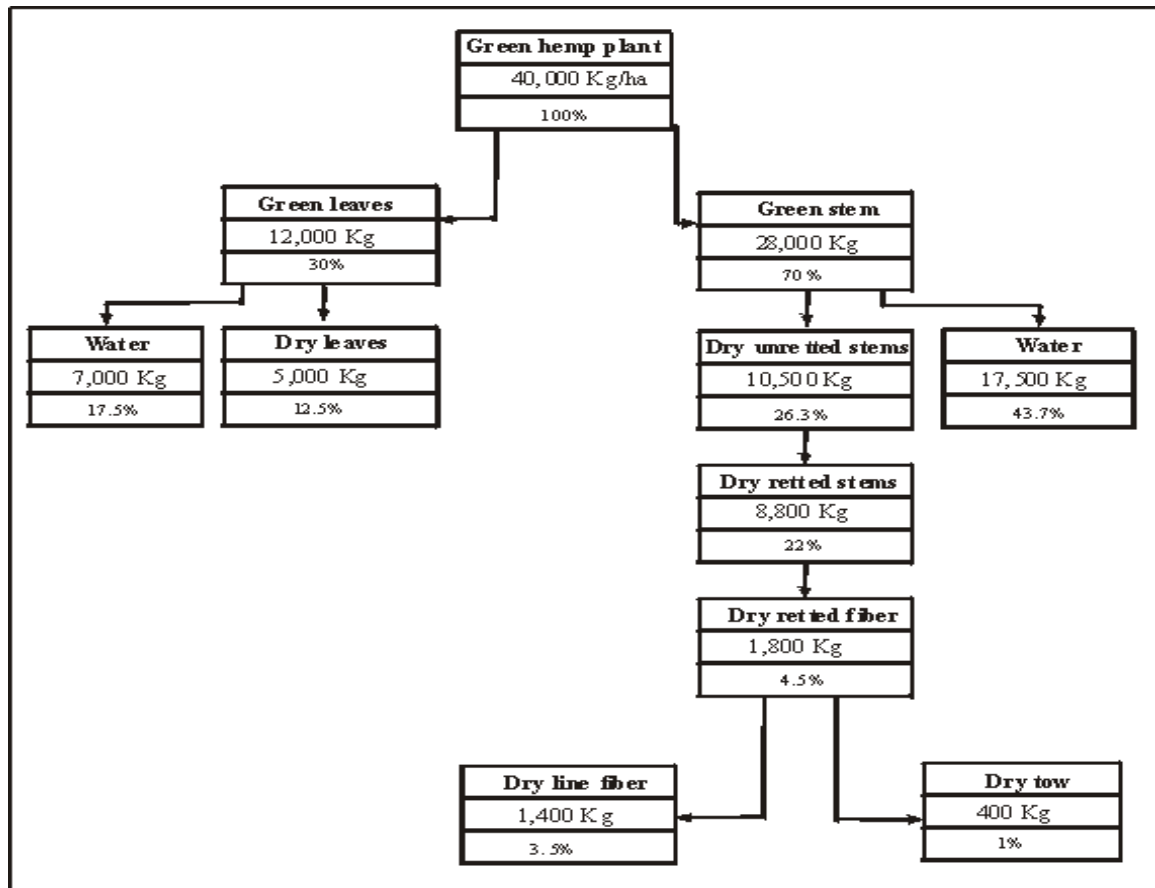 Green hemp plant
40,000 Kg/ha
100%
Green leaves
12,000 Kg
30%
Green stem
28,000 Kg
70 %
Water
7,000 Kg
17.5%
Dry leaves
5,000 Kg
12.5%
Dry unretted stems
10,500 Kg
26.3%
Water
17,500 Kg
43.7%
Dry retted stems
8,800 Kg
22%
Dry retted fiber
1,800 Kg
4.5%
Dry line fiber
1,400 Kg
3.5%
Dry tow
400 Kg
1%